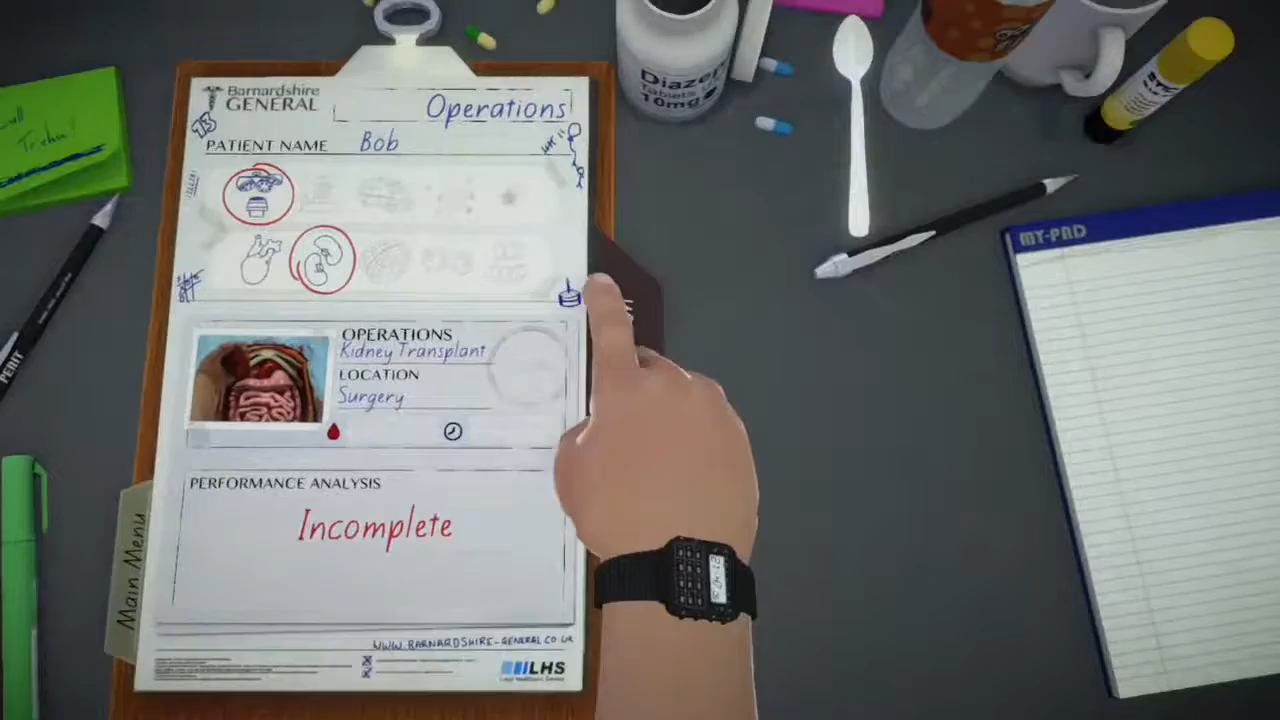 Barnardshire
GENERAL
Operations
PATIENT NAME Bob
OPERATIONS
Kidney Transplant
LOCATION
Surgery
PERFORMANCE ANALYSIS
Incomplete
WWW.BARNARDSHIRE-GENERAL.CO.UK
LHS
Main Menu
Tablets
10mg
MY-PAD